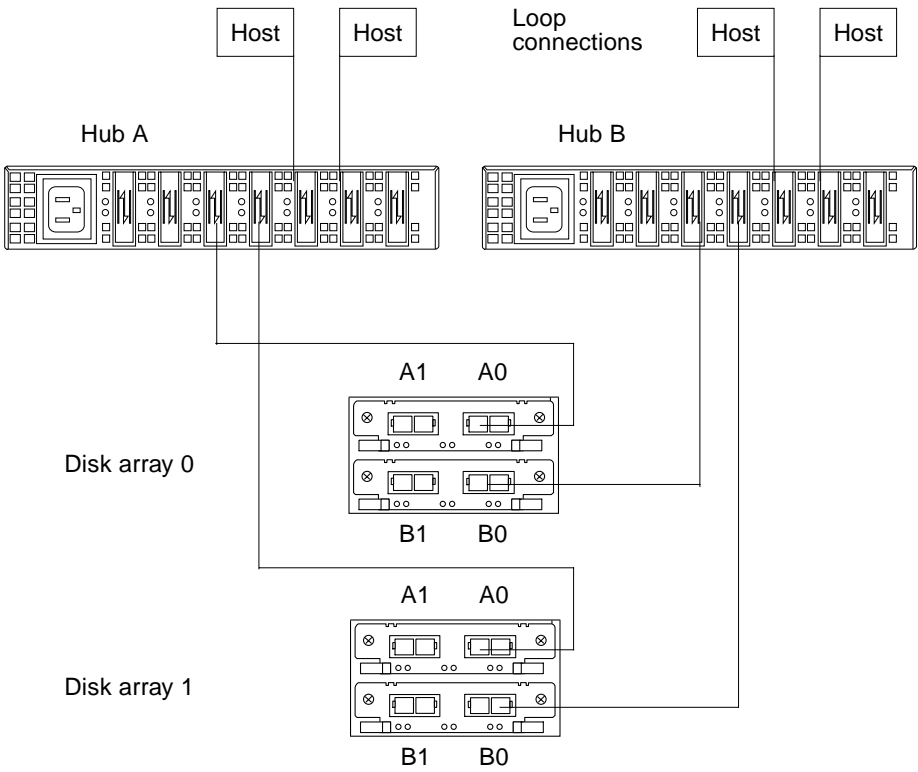 Host
Host
Loop
connections
Host
Host
Hub A
Hub B
A1
A0
Disk array 0
B1
B0
A1
A0
Disk array 1
B1
B0